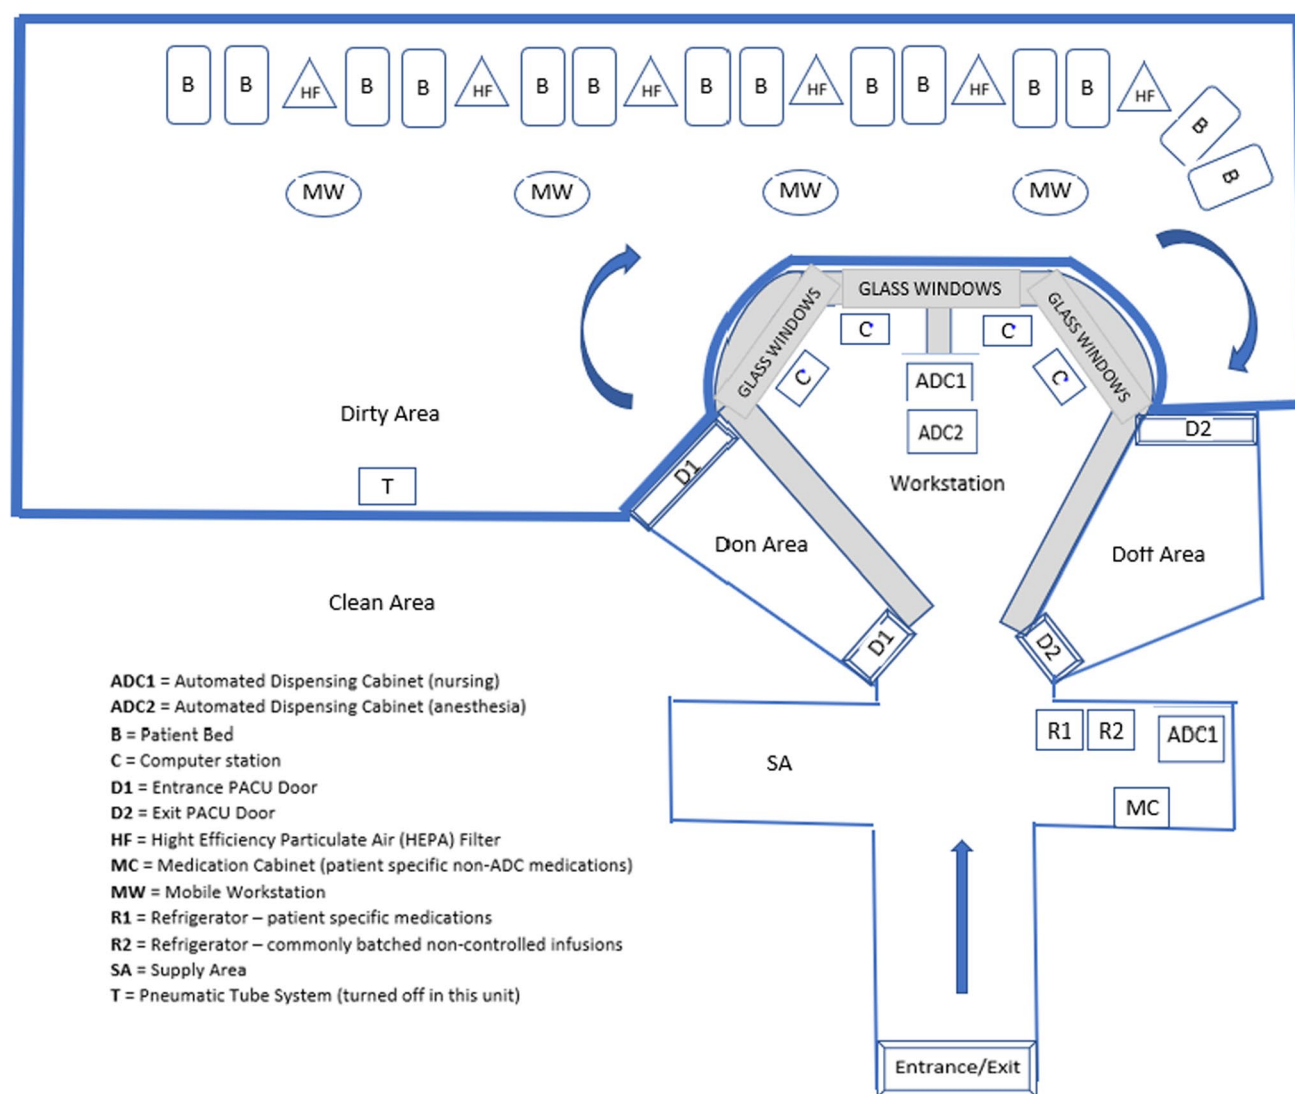 B B HF B B HF B B HF B B HF B B HF B B HF B
B
MW MW MW MW
GLASS WINDOWS
GLASS WINDOWS
GLASS WINDOWS
C C
C C
ADC1
ADC2
Workstation
Dirty Area
T
D1
D2
Don Area
Doff Area
Clean Area
D1
D2
ADC1 = Automated Dispensing Cabinet (nursing)
ADC2 = Automated Dispensing Cabinet (anesthesia)
B = Patient Bed
C = Computer station
D1 = Entrance PACU Door
D2 = Exit PACU Door
HF = Hight Efficiency Particulate Air (HEPA) Filter
MC = Medication Cabinet (patient specific non-ADC medications)
MW = Mobile Workstation
R1 = Refrigerator – patient specific medications
R2 = Refrigerator – commonly batched non-controlled infusions
SA = Supply Area
T = Pneumatic Tube System (turned off in this unit)
SA
R1 R2 ADC1
MC
Entrance/Exit